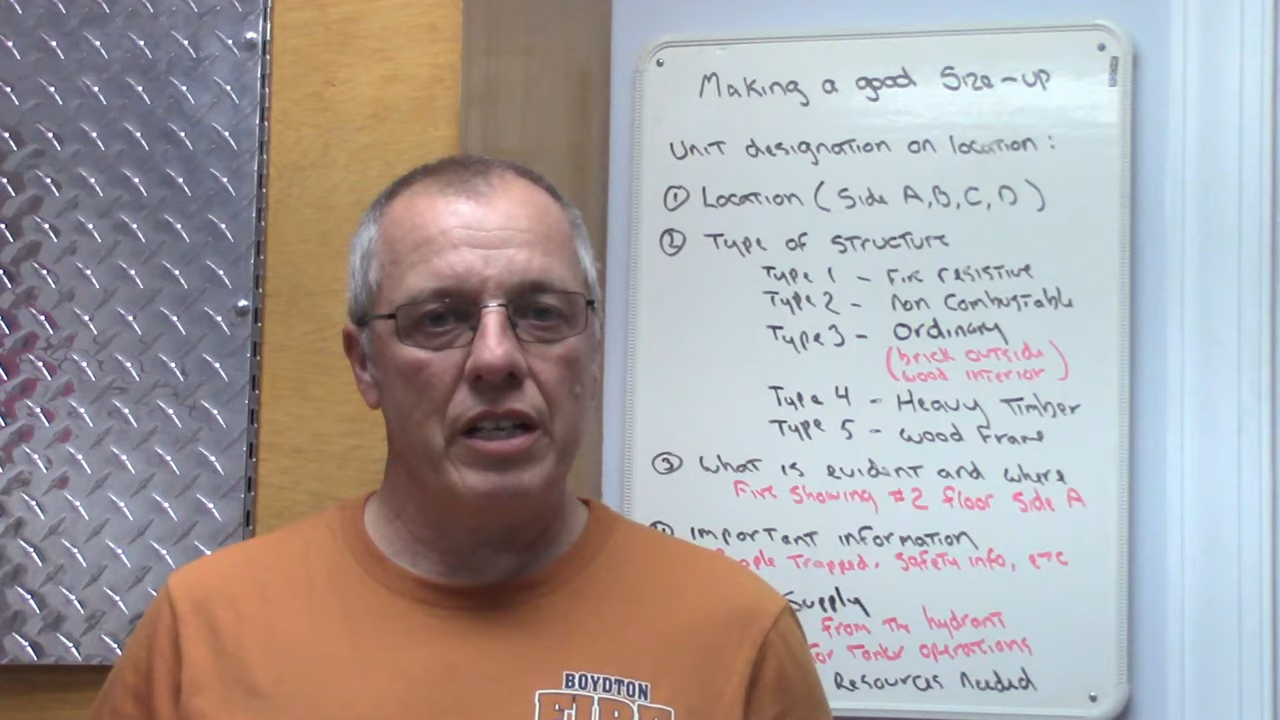 Making a good Size-up
Unit designation on location:
① Location (Side A,B,C,D)
② Type of structure
Type 1 - Fire resistive
Type 2 - Non Combustable
Type 3 - Ordinary
(brick outside
wood interior)
Type 4 - Heavy Timber
Type 5 - Wood Frame
③ What is evident and where
Fire Showing #2 floor Side A
Important information
Trapped, Safety info, etc
Supply
from the hydrant
for Tanker operations
Resources Needed
BOYDTON
FIRE